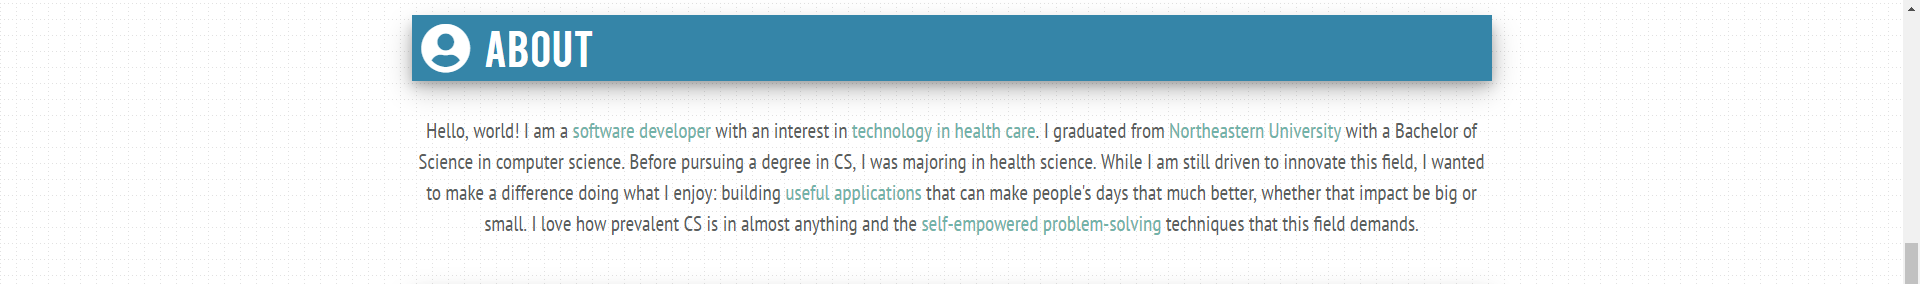 ABOUT
Hello, world! I am a software developer with an interest in technology in health care. I graduated from Northeastern University with a Bachelor of
Science in computer science. Before pursuing a degree in CS, I was majoring in health science. While I am still driven to innovate this field, I wanted
to make a difference doing what I enjoy: building useful applications that can make people's days that much better, whether that impact be big or
small. I love how prevalent CS is in almost anything and the self-empowered problem-solving techniques that this field demands.